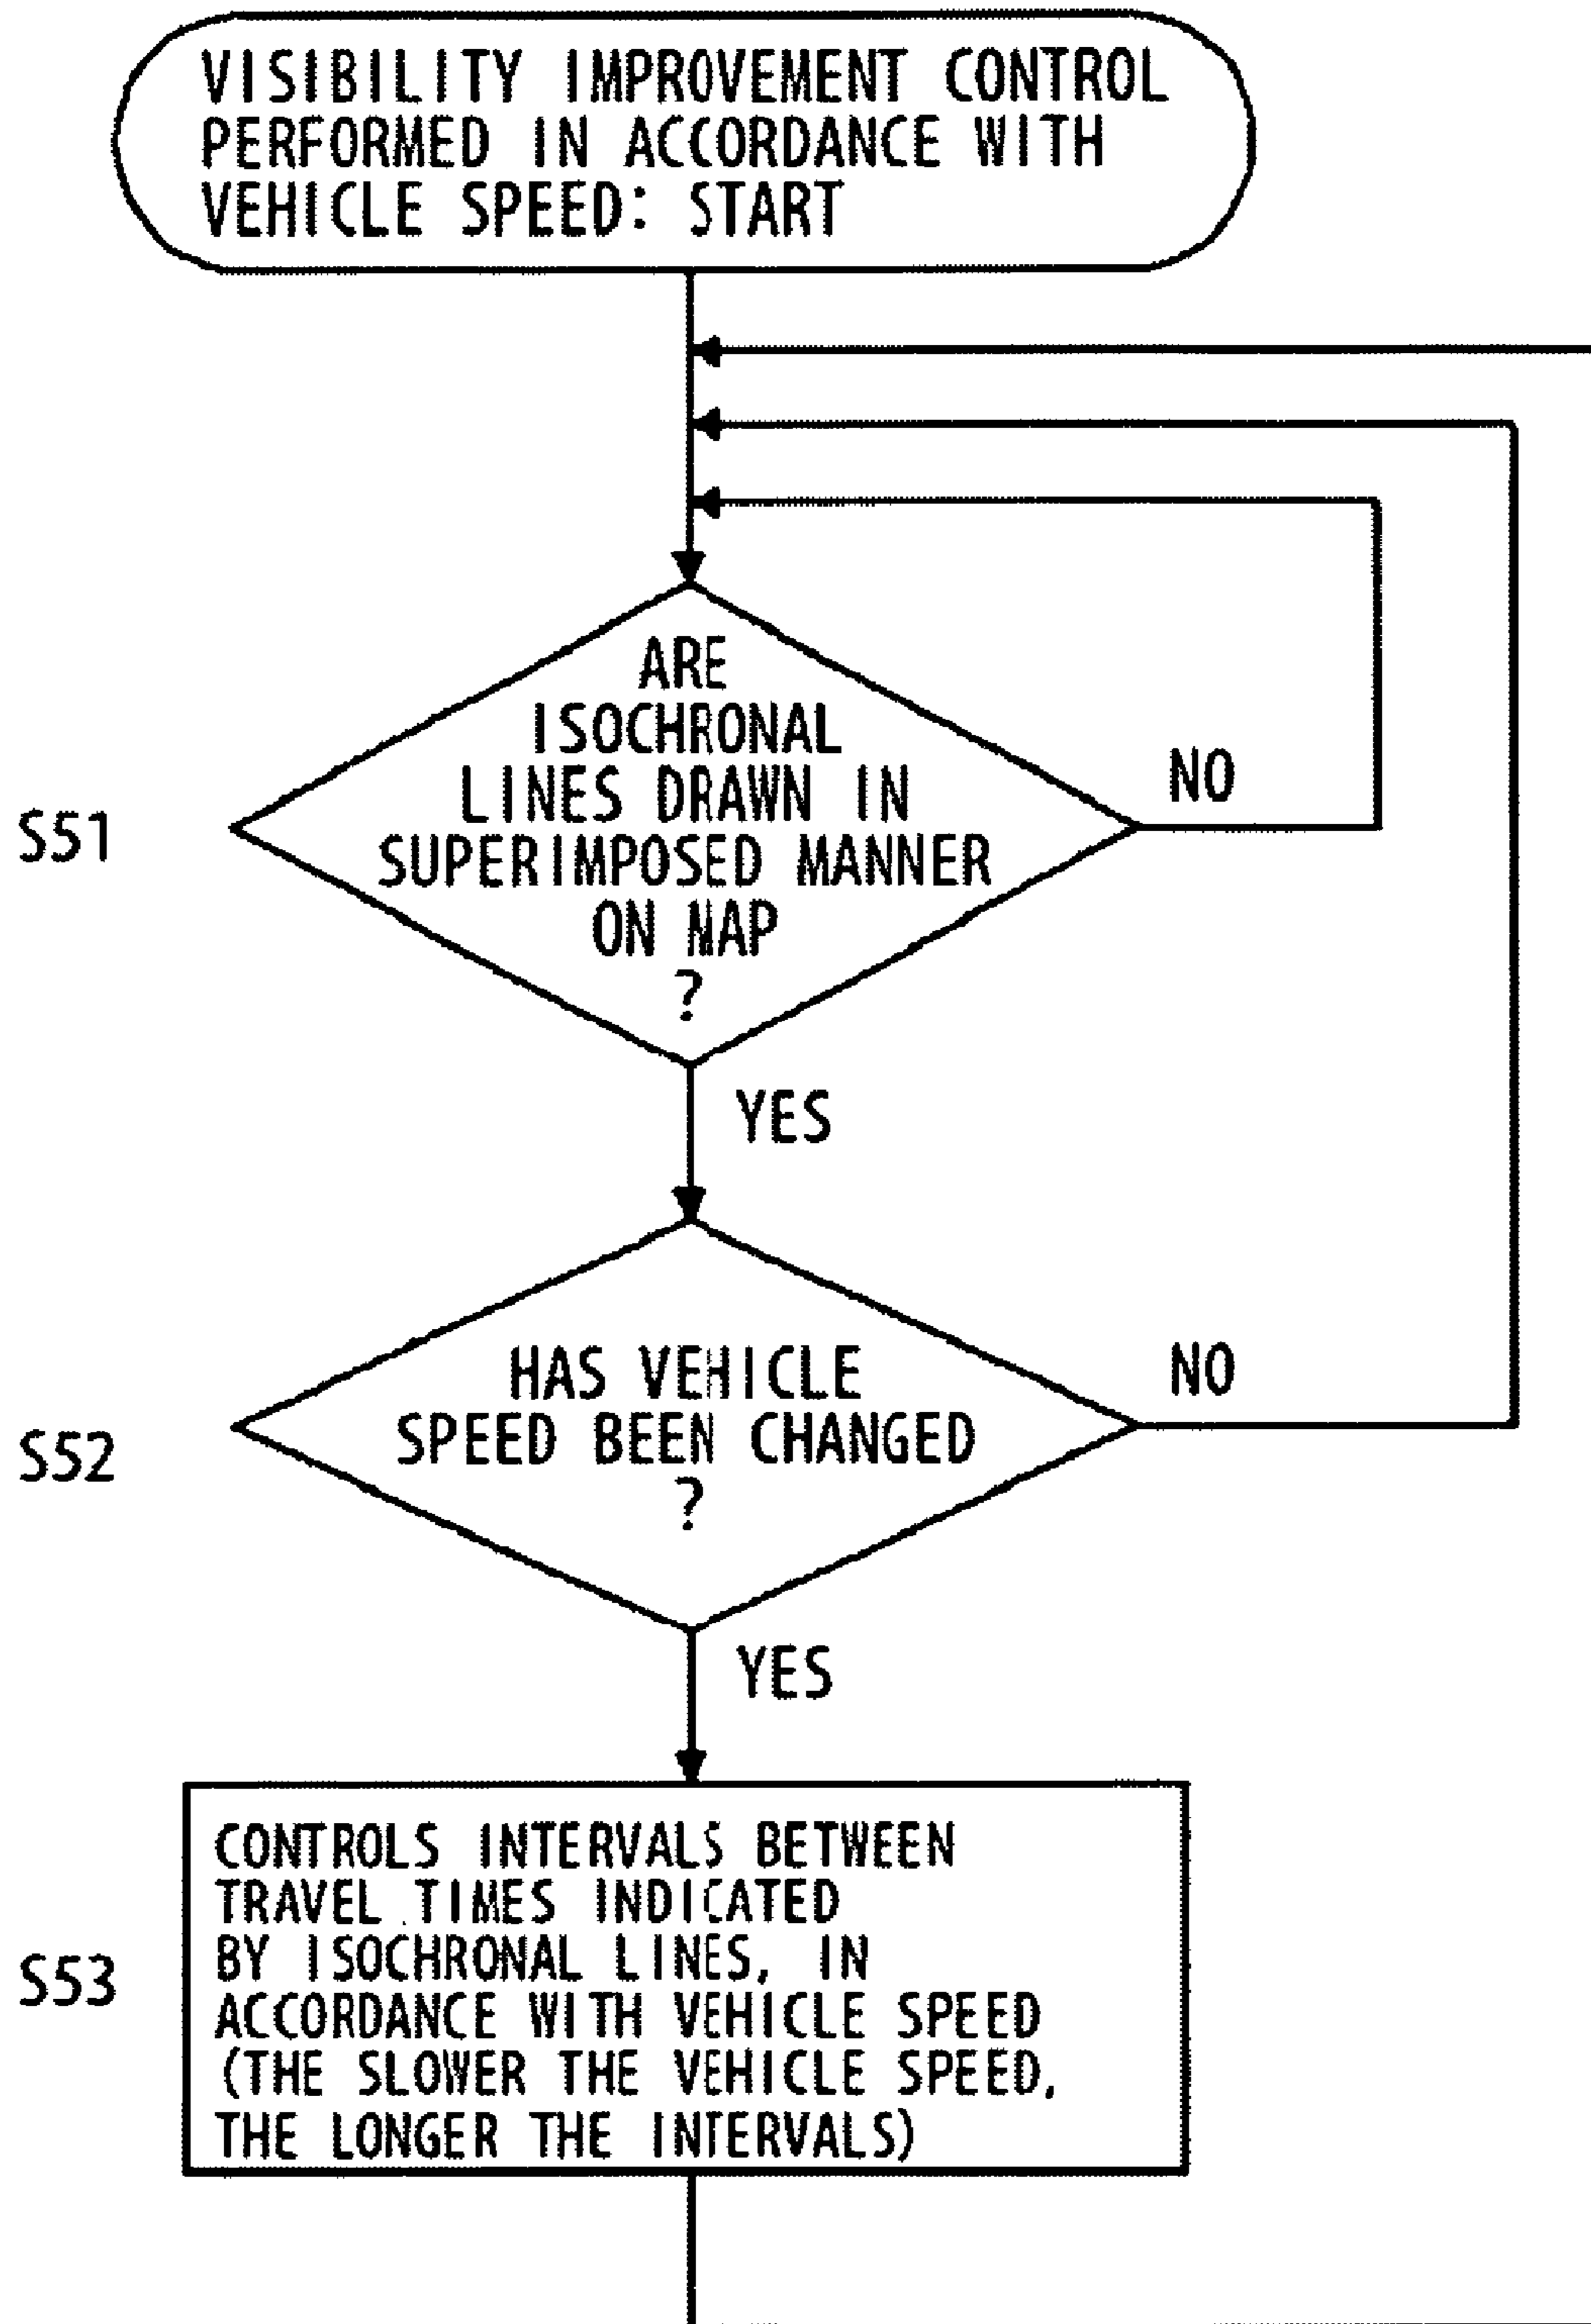 VISIBILITY IMPROVEMENT CONTROL
PERFORMED IN ACCORDANCE WITH
VEHICLE SPEED: START
ARE
ISOCHRONAL
LINES DRAWN IN
SUPERIMPOSED MANNER
ON MAP
?
NO
S51
YES
HAS VEHICLE
SPEED BEEN CHANGED
?
NO
S52
YES
CONTROLS INTERVALS BETWEEN
TRAVEL TIMES INDICATED
BY ISOCHRONAL LINES, IN
ACCORDANCE WITH VEHICLE SPEED
(THE SLOWER THE VEHICLE SPEED,
THE LONGER THE INTERVALS)
S53